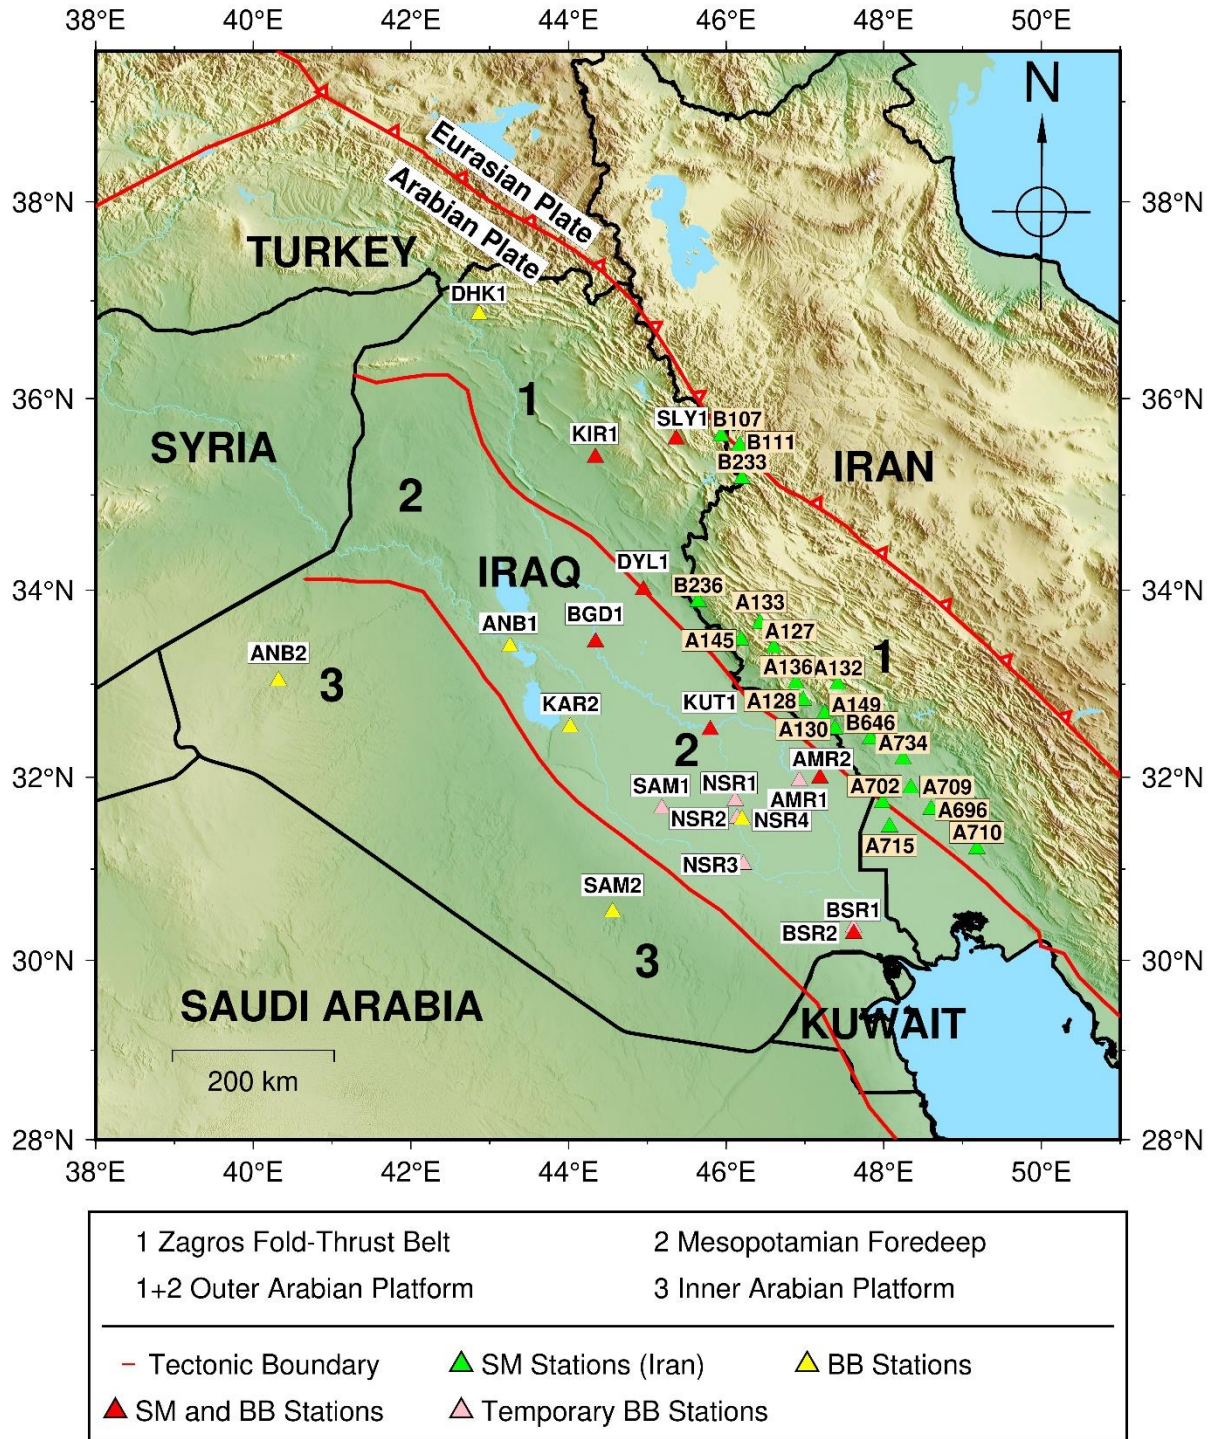 38°E 40°E 42°E 44°E 46°E 48°E 50°E
N
Eurasian Plate
Arabian Plate
38°N 38°N
TURKEY
DHK1
36°N 36°N
1
SLY1 B107
KIR1 B111
SYRIA B233 IRAN
2
34°N 34°N
IRAQ DYL1
B236 A133
ANB1 BGD1 A127
A145
ANB2 3 A136 A132 1
KAR2 KUT1 A128 A149
A130 B646
2 A734
32°N 32°N
SAM1 NSR1 AMR2 A702 A709
AMR1 A696
NSR2 NSR4 A715 A710
NSR3
SAM2 BSR1
BSR2
30°N 3 30°N
SAUDI ARABIA KUWAIT
200 km
28°N 28°N
38°E 40°E 42°E 44°E 46°E 48°E 50°E
1 Zagros Fold-Thrust Belt 2 Mesopotamian Foredeep
1+2 Outer Arabian Platform 3 Inner Arabian Platform
Tectonic Boundary SM Stations (Iran) BB Stations
SM and BB Stations Temporary BB Stations